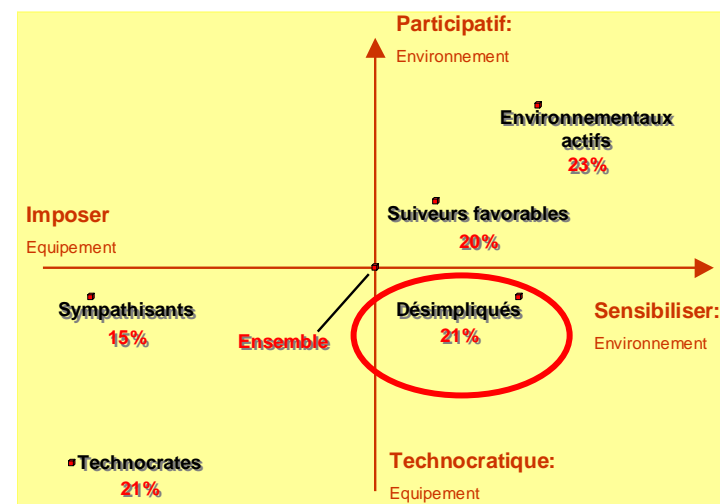 Participatif:
Environnement
Environnementaux
actifs
23%
Imposer
Equipement
Suiveurs favorables
20%
Sympathisants
15%
Ensemble
Désimpliqués
21%
Sensibiliser:
Environnement
Technocrates
21%
Technocratique:
Equipement